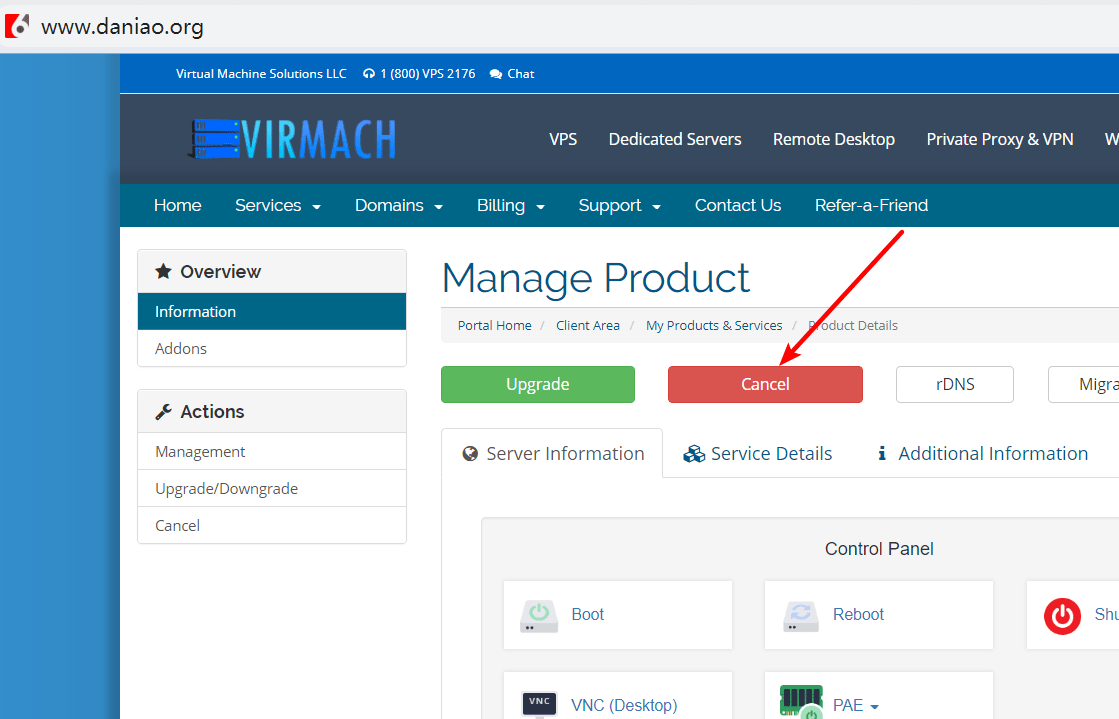 www.daniao.org
Virtual Machine Solutions LLC 1 (800) VPS 2176 Chat
VIRMACH
VPS Dedicated Servers Remote Desktop Private Proxy & VPN W
Home Services Domains Billing Support Contact Us Refer-a-Friend
Overview
Information
Addons
Actions
Management
Upgrade/Downgrade
Cancel
Manage Product
Portal Home / Client Area / My Products & Services / Product Details
Upgrade Cancel rDNS Migra
Server Information Service Details Additional Information
Control Panel
Boot Reboot Shu
VNC VNC (Desktop) PAE